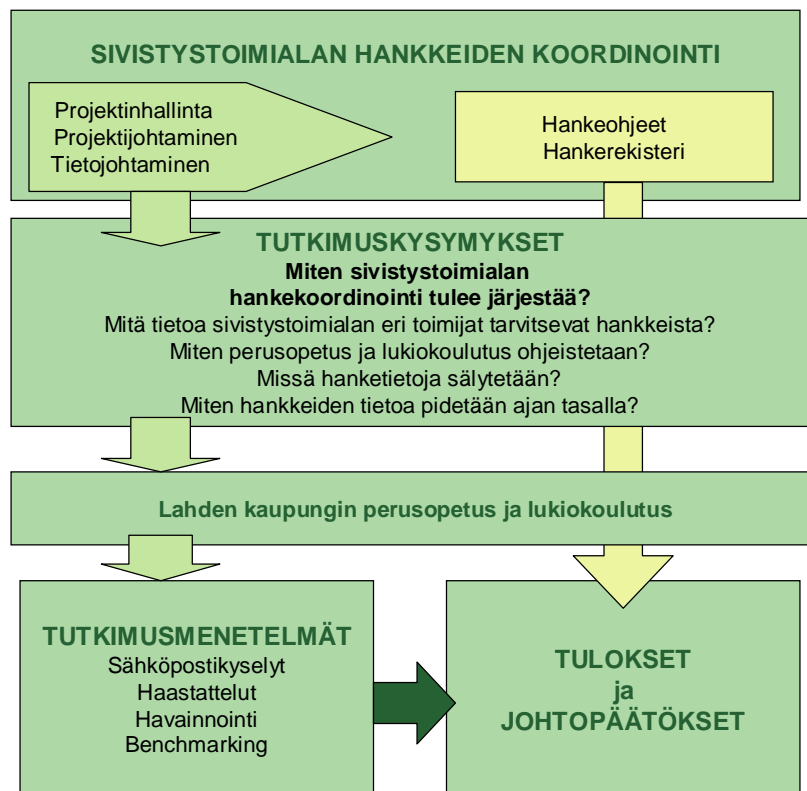 SIVISTYSTOIMIALAN HANKKEIDEN KOORDINOINTI
Projektinhallinta
Projektijohtaminen
Tietojohtaminen
Hankeohjeet
Hankerekisteri
TUTKIMUSKYSYMYKSET
Miten sivistystoimialan
hankekoordinointi tulee järjestää?
Mitä tietoa sivistystoimialan eri toimijat tarvitsevat hankkeista?
Miten perusopetus ja lukiokoulutus ohjeistetaan?
Missä hanketietoja sälytetään?
Miten hankkeiden tietoa pidetään ajan tasalla?
Lahden kaupungin perusopetus ja lukiokoulutus
TUTKIMUSMENETELMÄT
Sähköpostikyselyt
Haastattelut
Havainnointi
Benchmarking
TULOKSET
ja
JOHTOPÄÄTÖKSET